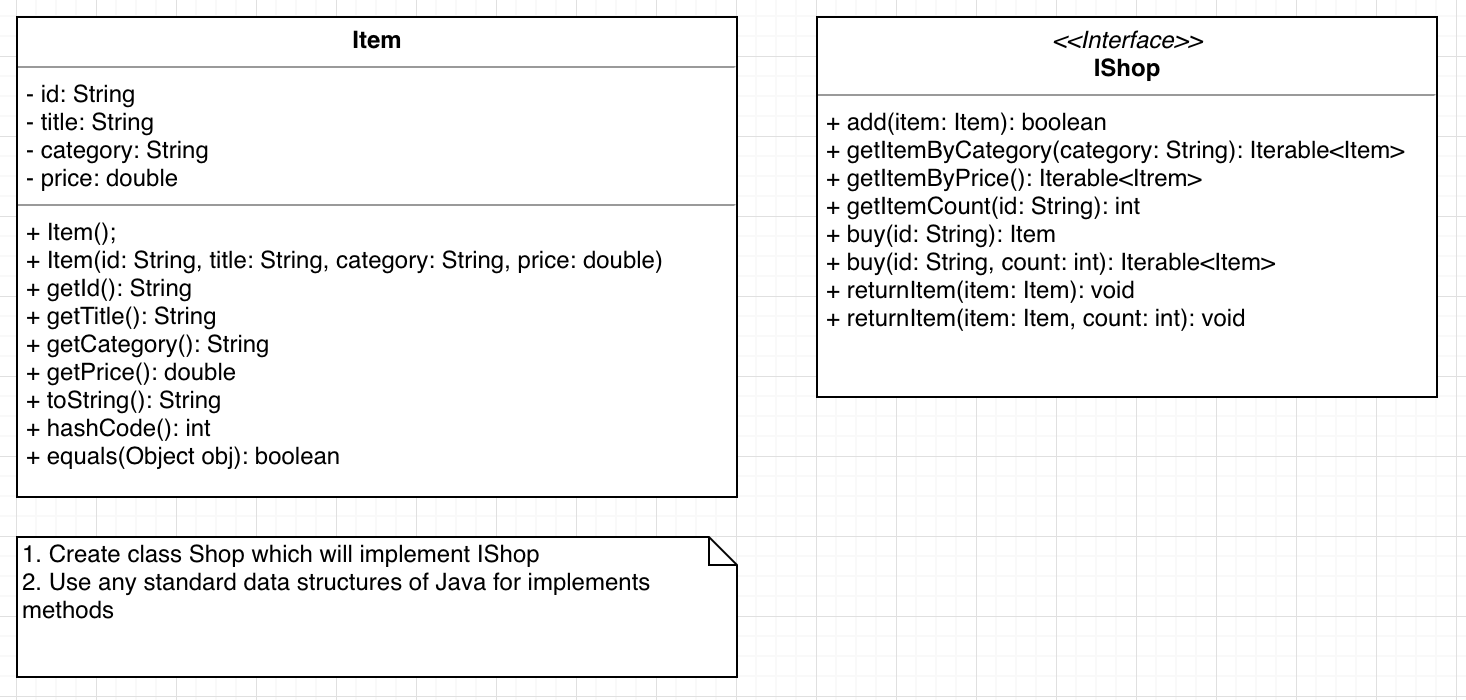 Item
- id: String
- title: String
- category: String
- price: double
+ Item();
+ Item(id: String, title: String, category: String, price: double)
+ getId(): String
+ getTitle(): String
+ getCategory(): String
+ getPrice(): double
+ toString(): String
+ hashCode(): int
+ equals(Object obj): boolean
<<Interface>>
IShop
+ add(item: Item): boolean
+ getItemByCategory(category: String): Iterable<Item>
+ getItemByPrice(): Iterable<Itrem>
+ getItemCount(id: String): int
+ buy(id: String): Item
+ buy(id: String, count: int): Iterable<Item>
+ returnItem(item: Item): void
+ returnItem(item: Item, count: int): void
1. Create class Shop which will implement IShop
2. Use any standard data structures of Java for implements
methods